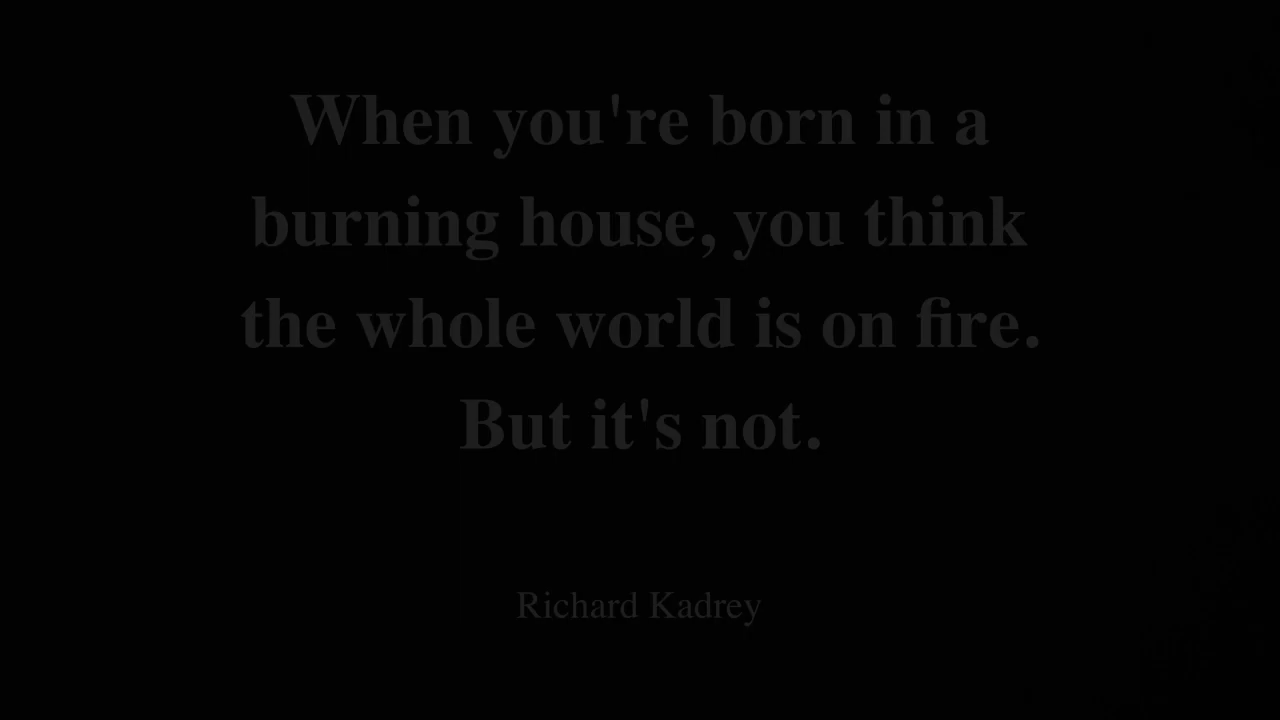 When you're born in a
burning house, you think
the whole world is on fire.
But it's not.
Richard Kadrey